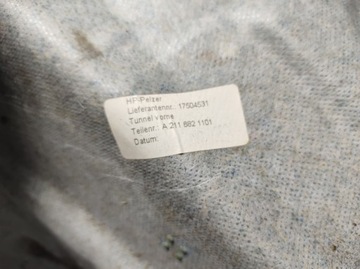 HP Pelzer
Lieferantennr.: 17504531
Tunnel vorne
Teilenr.: A 211 682 1101
Datum: